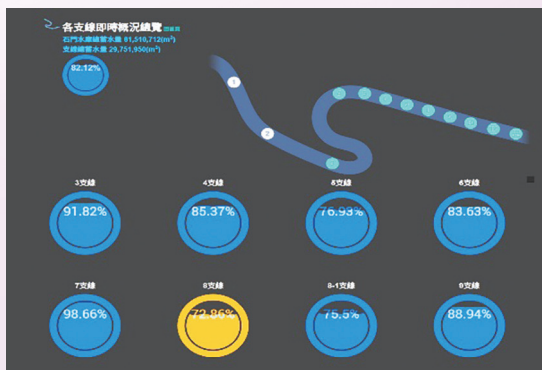 各支線即時概況總覽
石門水庫總蓄水量 81,510,712(m³)
支線總蓄水量 29,751,950(m³)
82.12%
1
2
3支線
4支線
5支線
6支線
91.82%
85.37%
76.93%
83.63%
7支線
8支線
8-1支線
9支線
98.66%
72.86%
75.5%
88.94%